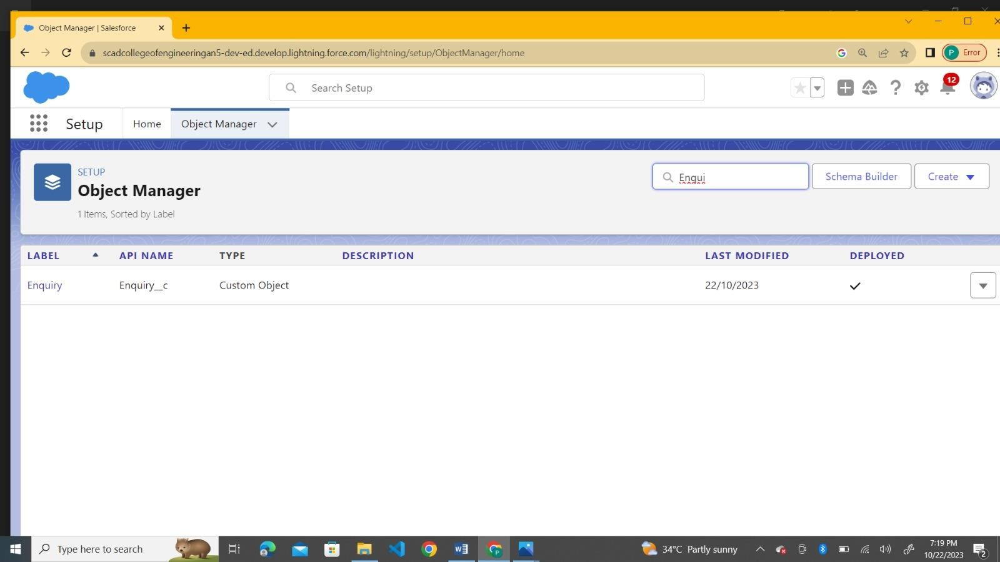 Object Manager | Salesforce
scadcollegeofengineeringan5-dev-ed.develop.lightning.force.com/lightning/setup/ObjectManager/home
P Error
Search Setup
12
Setup Home Object Manager
SETUP
Object Manager
1 Items, Sorted by Label
Enqui
Schema Builder
Create
LABEL API NAME TYPE DESCRIPTION LAST MODIFIED DEPLOYED
Enquiry Enquiry__c Custom Object 22/10/2023
Type here to search
34°C Partly sunny
7:19 PM
10/22/2023
2